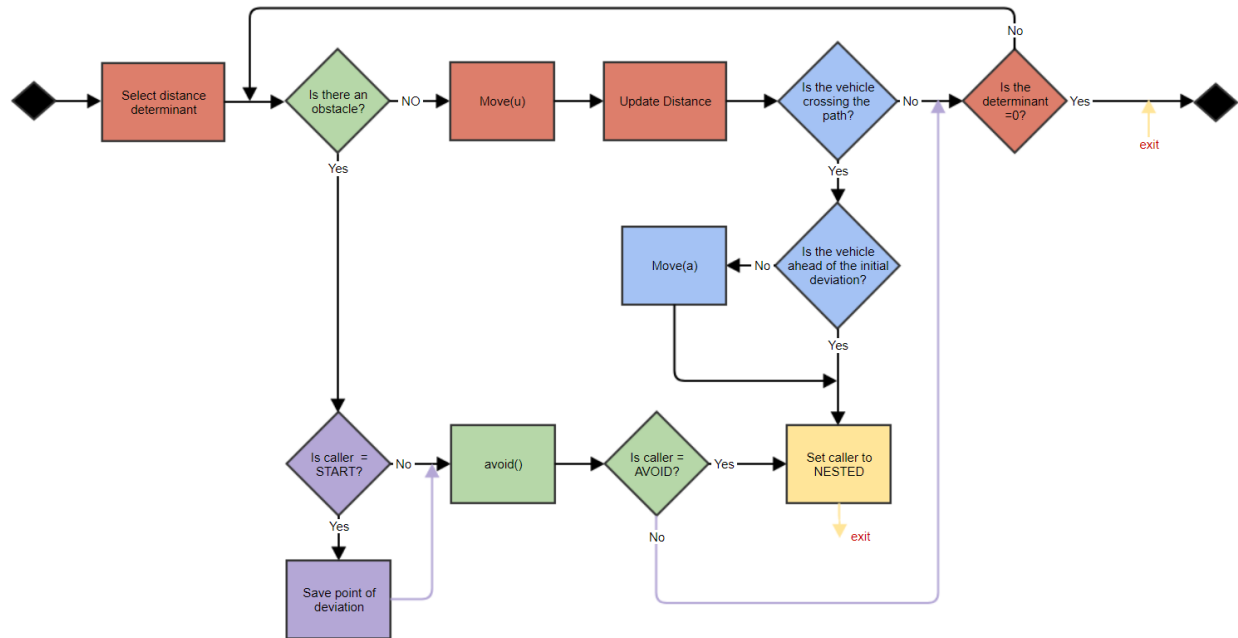 No
Select distance
determinant
Is there an
obstacle?
NO
Move(u)
Update Distance
Is the vehicle
crossing the
path?
No
Is the
determinant
=0?
Yes
exit
Yes
Yes
Move(a)
No
Is the vehicle
ahead of the initial
deviation?
Yes
Is caller =
START?
No
avoid()
Is caller =
AVOID?
Yes
Set caller to
NESTED
Yes
No
exit
Save point of
deviation